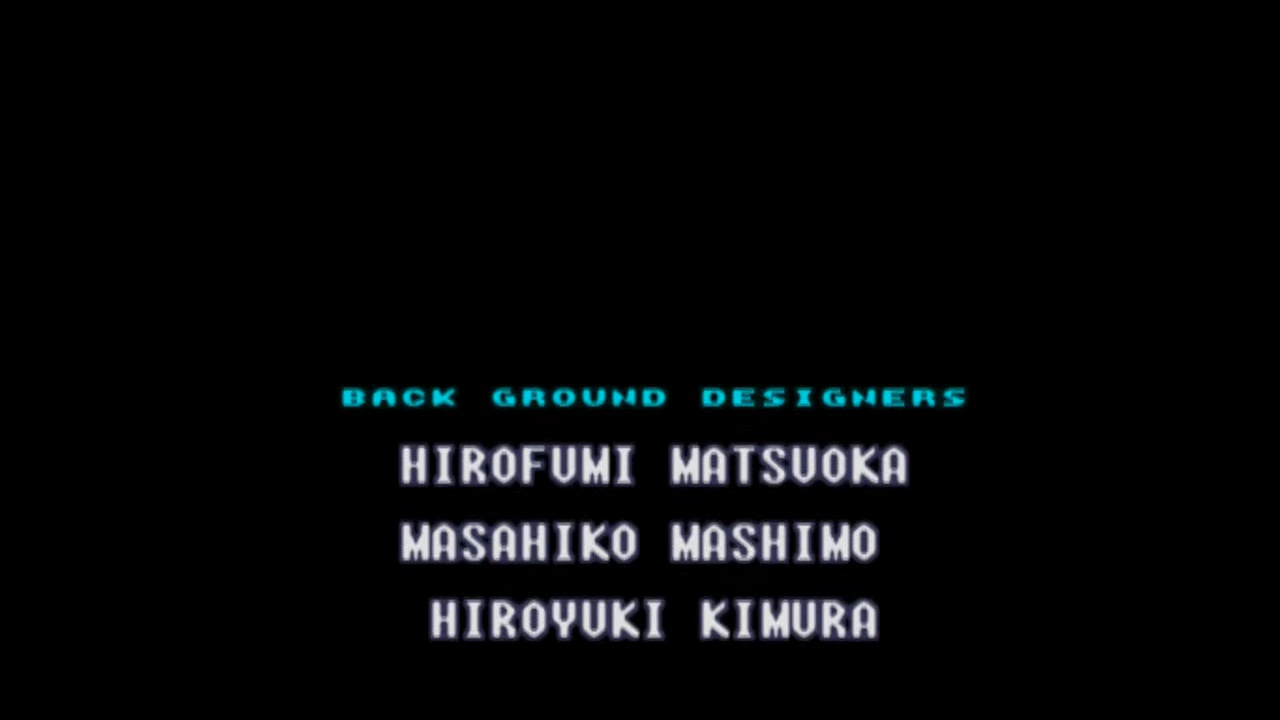 BACK GROUND DESIGNERS
HIROFUMI MATSUOKA
MASAHIKO MASHIMO
HIROYUKI KIMURA